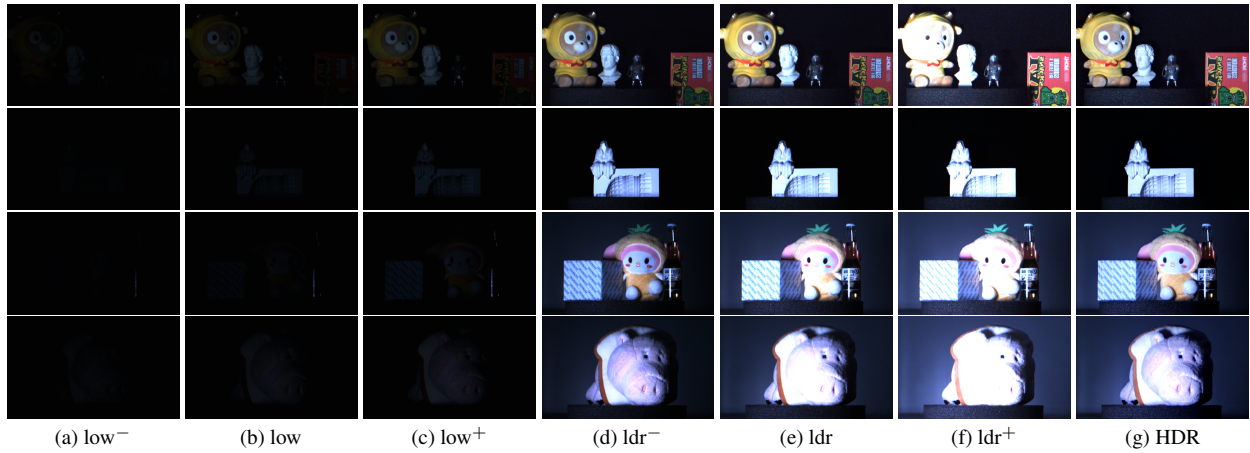 (a) low⁻ (b) low (c) low⁺ (d) ldr⁻ (e) ldr (f) ldr⁺ (g) HDR